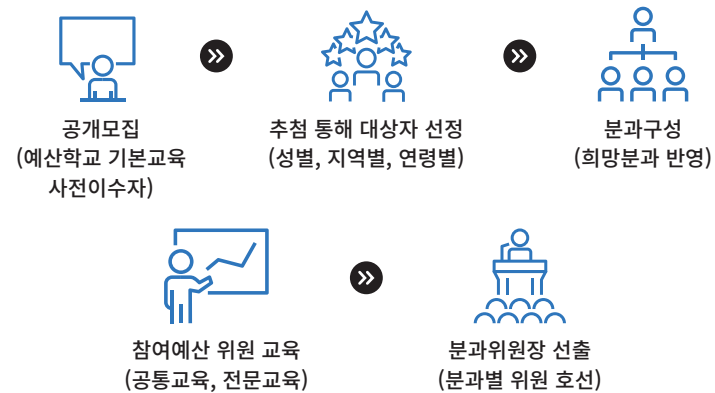 공개모집
(예산학교 기본교육
사전이수자)
추첨 통해 대상자 선정
(성별, 지역별, 연령별)
분과구성
(희망분과 반영)
참여예산 위원 교육
(공통교육, 전문교육)
분과위원장 선출
(분과별 위원 호선)